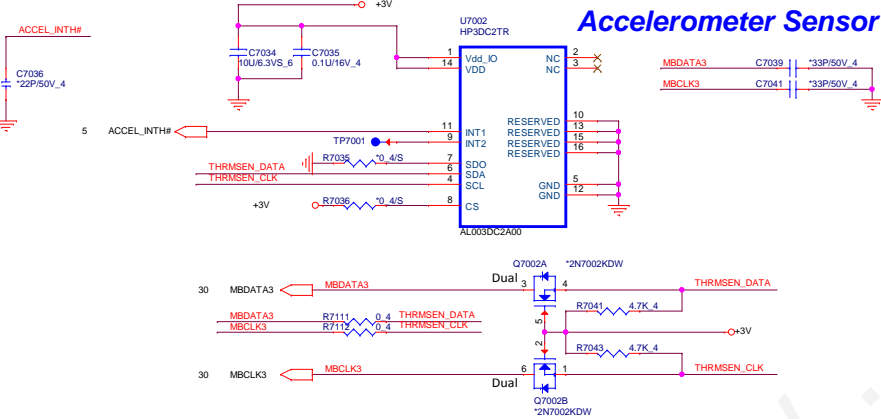 Accelerometer Sensor
+3V
ACCEL_INTH#
C7036
*22P/50V_4
C7034
10U/6.3VS_6
C7035
0.1U/16V_4
U7002
HP3DC2TR
1
Vdd_IO
14
VDD
2
NC
3
NC
10
RESERVED
13
RESERVED
15
RESERVED
16
RESERVED
11
INT1
9
INT2
7
SDO
6
SDA
4
SCL
8
CS
5
GND
12
GND
AL003DC2A00
MBDATA3
C7039
*33P/50V_4
MBCLK3
C7041
*33P/50V_4
5
ACCEL_INTH#
TP7001
R7035
*0_4/S
THRMSEN_DATA
THRMSEN_CLK
+3V
R7036
*0_4/S
Q7002A
*2N7002KDW
Dual
30
MBDATA3
MBDATA3
3
4
THRMSEN_DATA
5
MBDATA3
R7111
0_4
THRMSEN_DATA
MBCLK3
R7112
0_4
THRMSEN_CLK
R7041
4.7K_4
+3V
2
R7043
4.7K_4
30
MBCLK3
MBCLK3
6
1
THRMSEN_CLK
Dual
Q7002B
*2N7002KDW